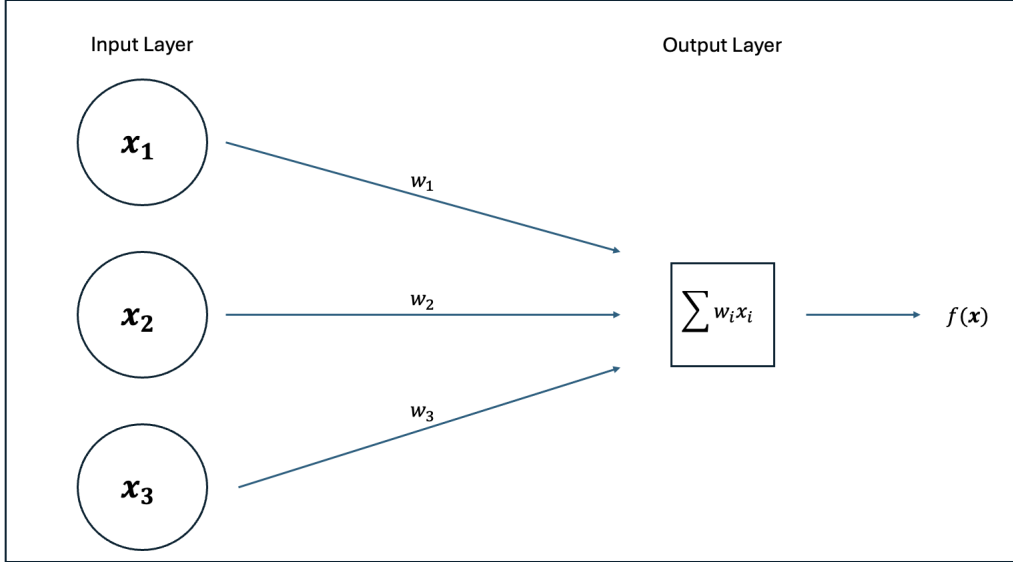 Input Layer
Output Layer
x₁
w₁
x₂
w₂
∑ wᵢxᵢ
f(x)
w₃
x₃